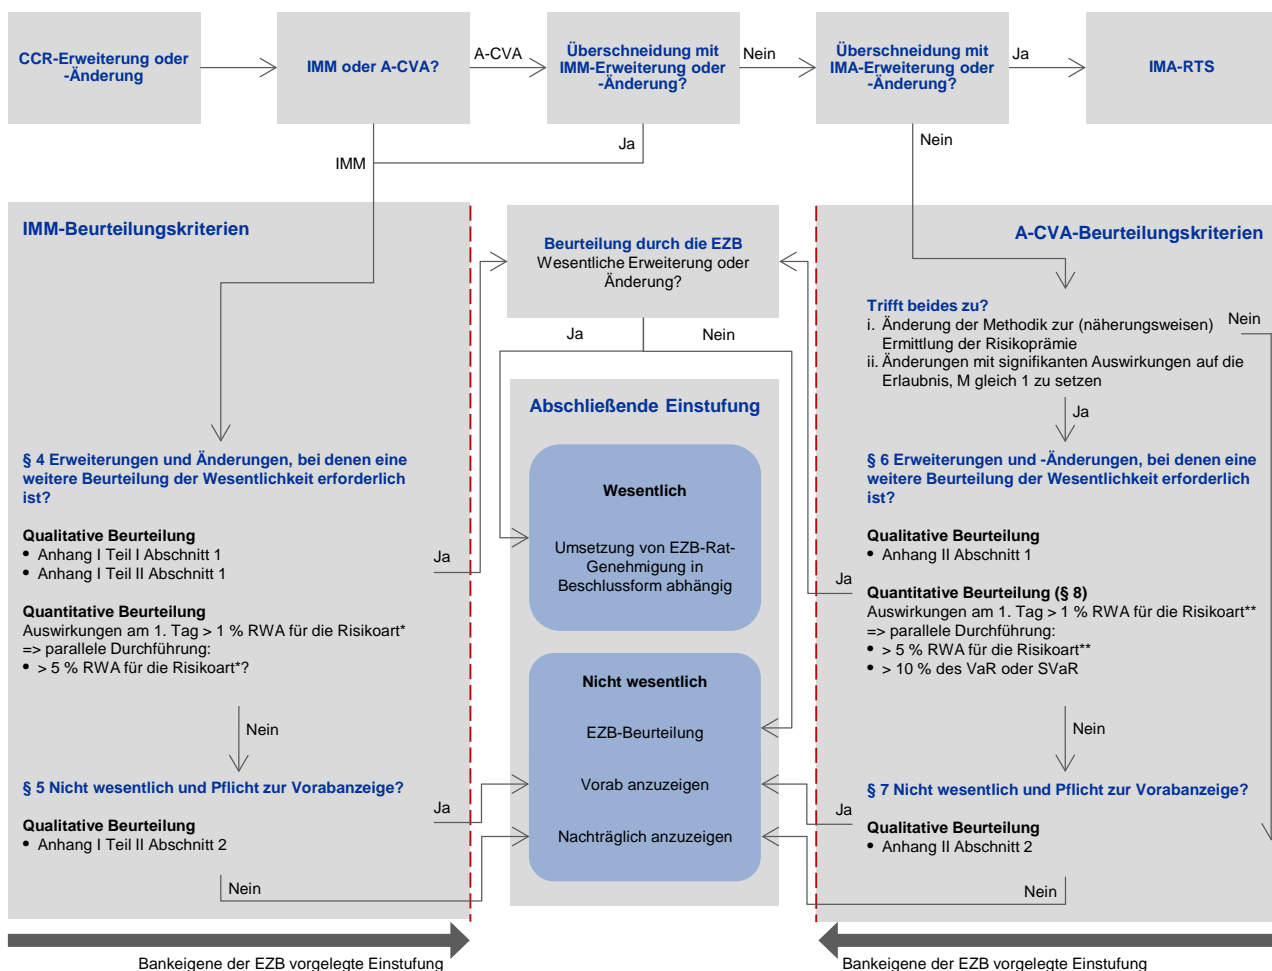 CCR-Erweiterung oder
-Änderung
IMM oder A-CVA?
A-CVA
Überschneidung mit
IMM-Erweiterung oder
-Änderung?
Nein
Überschneidung mit
IMA-Erweiterung oder
-Änderung?
Ja
IMA-RTS
Ja
IMM
Nein
IMM-Beurteilungskriterien
§ 4 Erweiterungen und Änderungen, bei denen eine
weitere Beurteilung der Wesentlichkeit erforderlich
ist?
Qualitative Beurteilung
• Anhang I Teil I Abschnitt 1
• Anhang I Teil II Abschnitt 1
Ja
Quantitative Beurteilung
Auswirkungen am 1. Tag > 1 % RWA für die Risikoart*
=> parallele Durchführung:
• > 5 % RWA für die Risikoart*?
Nein
§ 5 Nicht wesentlich und Pflicht zur Vorabanzeige?
Ja
Qualitative Beurteilung
• Anhang I Teil II Abschnitt 2
Nein
Beurteilung durch die EZB
Wesentliche Erweiterung oder
Änderung?
Ja
Nein
Abschließende Einstufung
Wesentlich
Umsetzung von EZB-Rat-
Genehmigung in
Beschlussform abhängig
Nicht wesentlich
EZB-Beurteilung
Vorab anzuzeigen
Nachträglich anzuzeigen
A-CVA-Beurteilungskriterien
Trifft beides zu?
i. Änderung der Methodik zur (näherungsweisen)
Ermittlung der Risikoprämie
ii. Änderungen mit signifikanten Auswirkungen auf die
Erlaubnis, M gleich 1 zu setzen
Nein
Ja
§ 6 Erweiterungen und -Änderungen, bei denen eine
weitere Beurteilung der Wesentlichkeit erforderlich
ist?
Qualitative Beurteilung
• Anhang II Abschnitt 1
Ja
Quantitative Beurteilung (§ 8)
Auswirkungen am 1. Tag > 1 % RWA für die Risikoart**
=> parallele Durchführung:
• > 5 % RWA für die Risikoart**
• > 10 % des VaR oder SVaR
Nein
§ 7 Nicht wesentlich und Pflicht zur Vorabanzeige?
Ja
Qualitative Beurteilung
• Anhang II Abschnitt 2
Nein
Bankeigene der EZB vorgelegte Einstufung
Bankeigene der EZB vorgelegte Einstufung